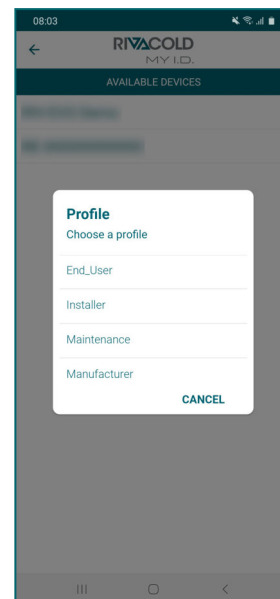 08:03
RIVACOLD
MY I.D.
AVAILABLE DEVICES
Profile
Choose a profile
End_User
Installer
Maintenance
Manufacturer
CANCEL